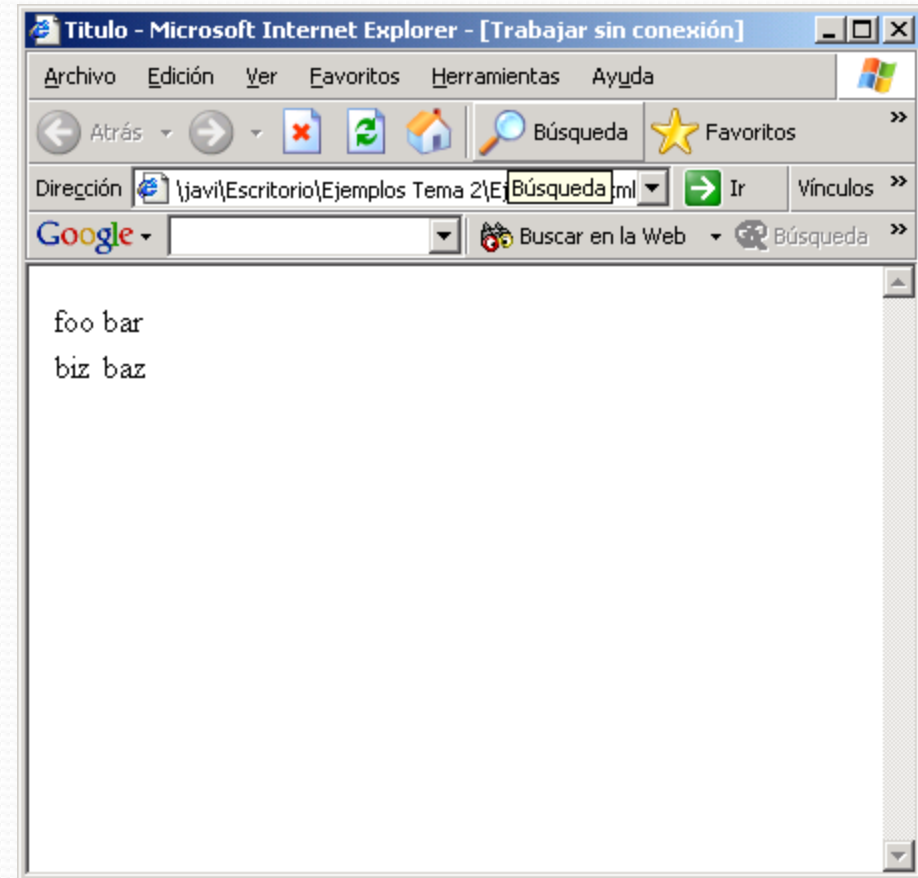 Titulo - Microsoft Internet Explorer - [Trabajar sin conexión]
Archivo Edición Ver Favoritos Herramientas Ayuda
Atrás Búsqueda Favoritos »
Dirección \javi\Escritorio\Ejemplos Tema 2\Ej Búsqueda ml Ir Vínculos »
Google Buscar en la Web Búsqueda »
foo bar
biz baz